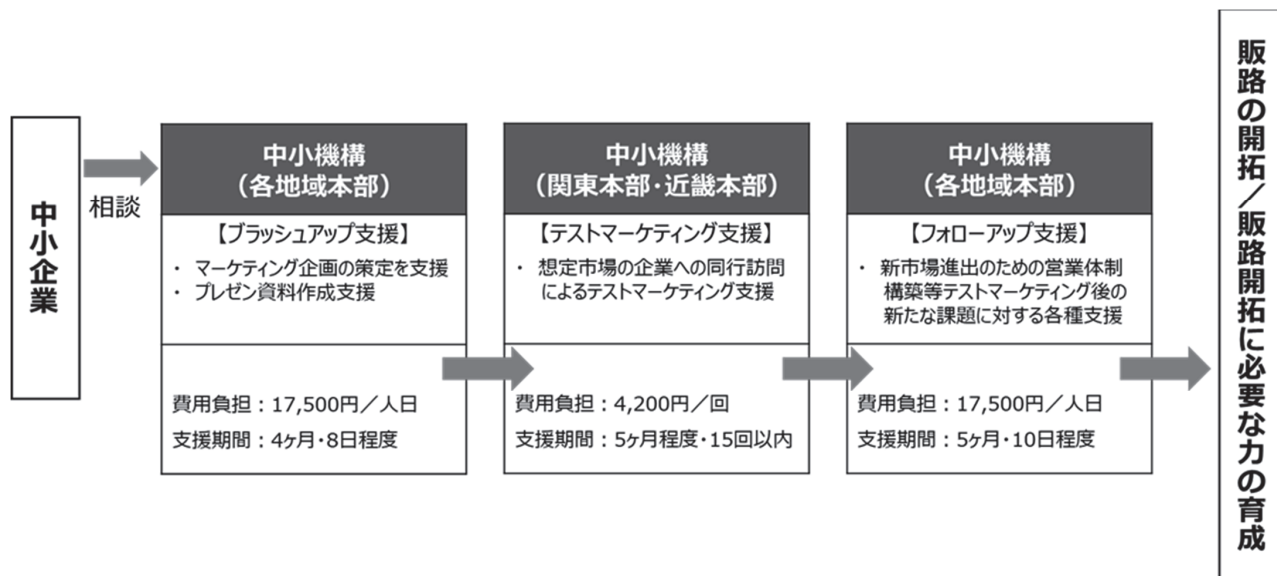 中小企業
相談
中小機構
（各地域本部）
【ブラッシュアップ支援】
・ マーケティング企画の策定を支援
・ プレゼン資料作成支援
費用負担：17,500円／人日
支援期間：4ヶ月・8日程度
中小機構
（関東本部・近畿本部）
【テストマーケティング支援】
・ 想定市場の企業への同行訪問
によるテストマーケティング支援
費用負担：4,200円／回
支援期間：5ヶ月程度・15回以内
中小機構
（各地域本部）
【フォローアップ支援】
・ 新市場進出のための営業体制
構築等テストマーケティング後の
新たな課題に対する各種支援
費用負担：17,500円／人日
支援期間：5ヶ月・10日程度
販路の開拓／販路開拓に必要な力の育成